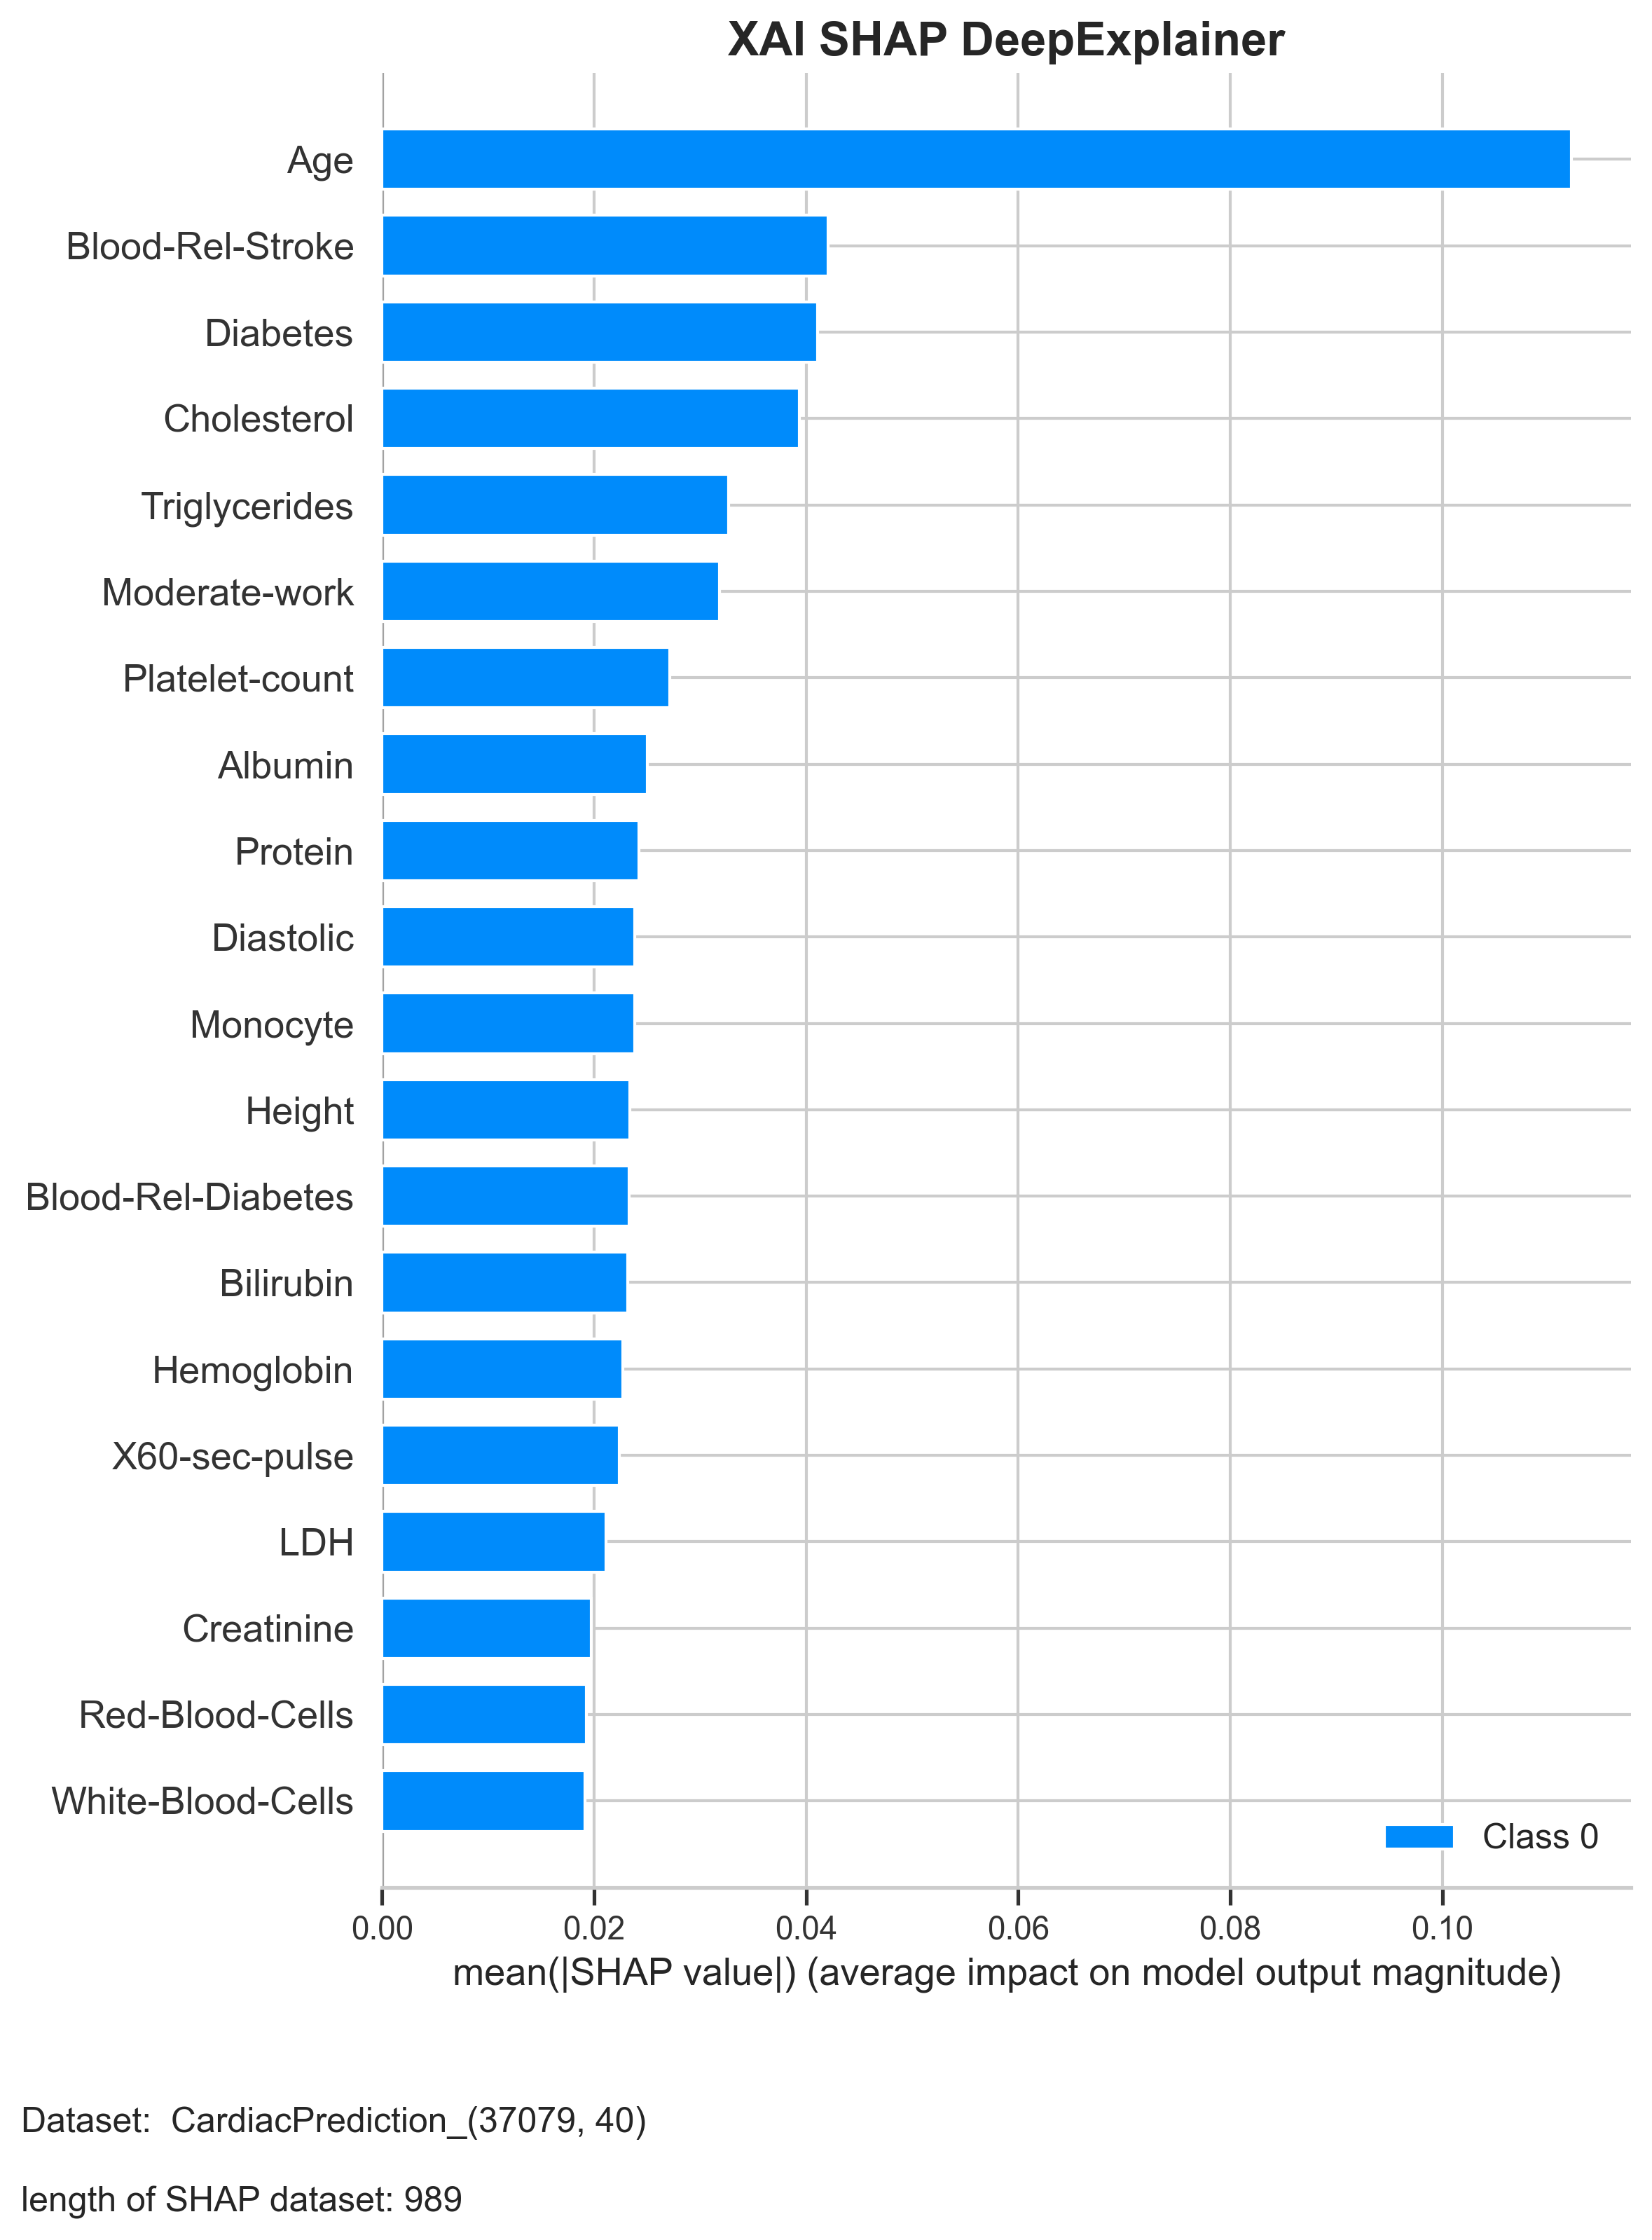 XAI SHAP DeepExplainer
Age
Blood-Rel-Stroke
Diabetes
Cholesterol
Triglycerides
Moderate-work
Platelet-count
Albumin
Protein
Diastolic
Monocyte
Height
Blood-Rel-Diabetes
Bilirubin
Hemoglobin
X60-sec-pulse
LDH
Creatinine
Red-Blood-Cells
White-Blood-Cells
Class 0
0.00 0.02 0.04 0.06 0.08 0.10
mean(|SHAP value|) (average impact on model output magnitude)
Dataset:  CardiacPrediction_(37079, 40)
length of SHAP dataset: 989